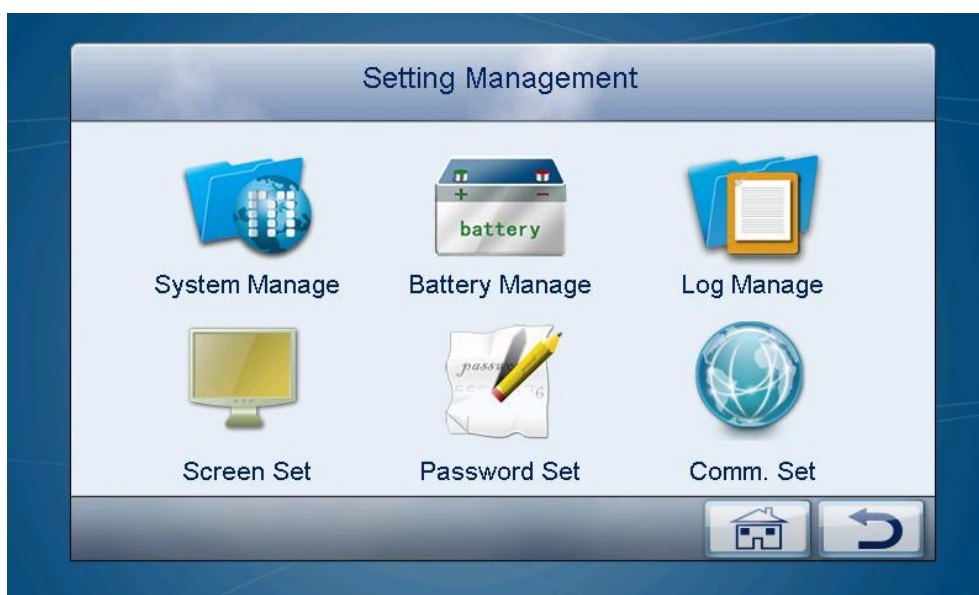 Setting Management
+ −
battery
System Manage Battery Manage Log Manage
Screen Set Password Set Comm. Set